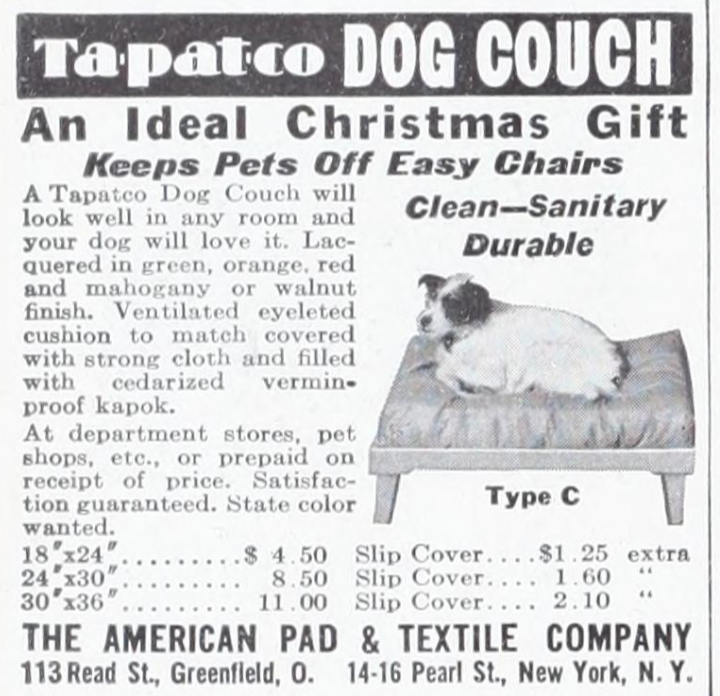 Tapatco DOG COUCH
An Ideal Christmas Gift
Keeps Pets Off Easy Chairs
A Tapatco Dog Couch will
look well in any room and
your dog will love it. Lac-
quered in green, orange, red
and mahogany or walnut
finish. Ventilated eyeleted
cushion to match covered
with strong cloth and filled
with cedarized vermin-
proof kapok.
At department stores, pet
shops, etc., or prepaid on
receipt of price. Satisfac-
tion guaranteed. State color
wanted.
Clean—Sanitary
Durable
Type C
18"x24".........$ 4.50 Slip Cover....$1.25 extra
24"x30"......... 8.50 Slip Cover.... 1.60 "
30"x36"......... 11.00 Slip Cover.... 2.10 "
THE AMERICAN PAD & TEXTILE COMPANY
113 Read St., Greenfield, O. 14-16 Pearl St., New York, N. Y.